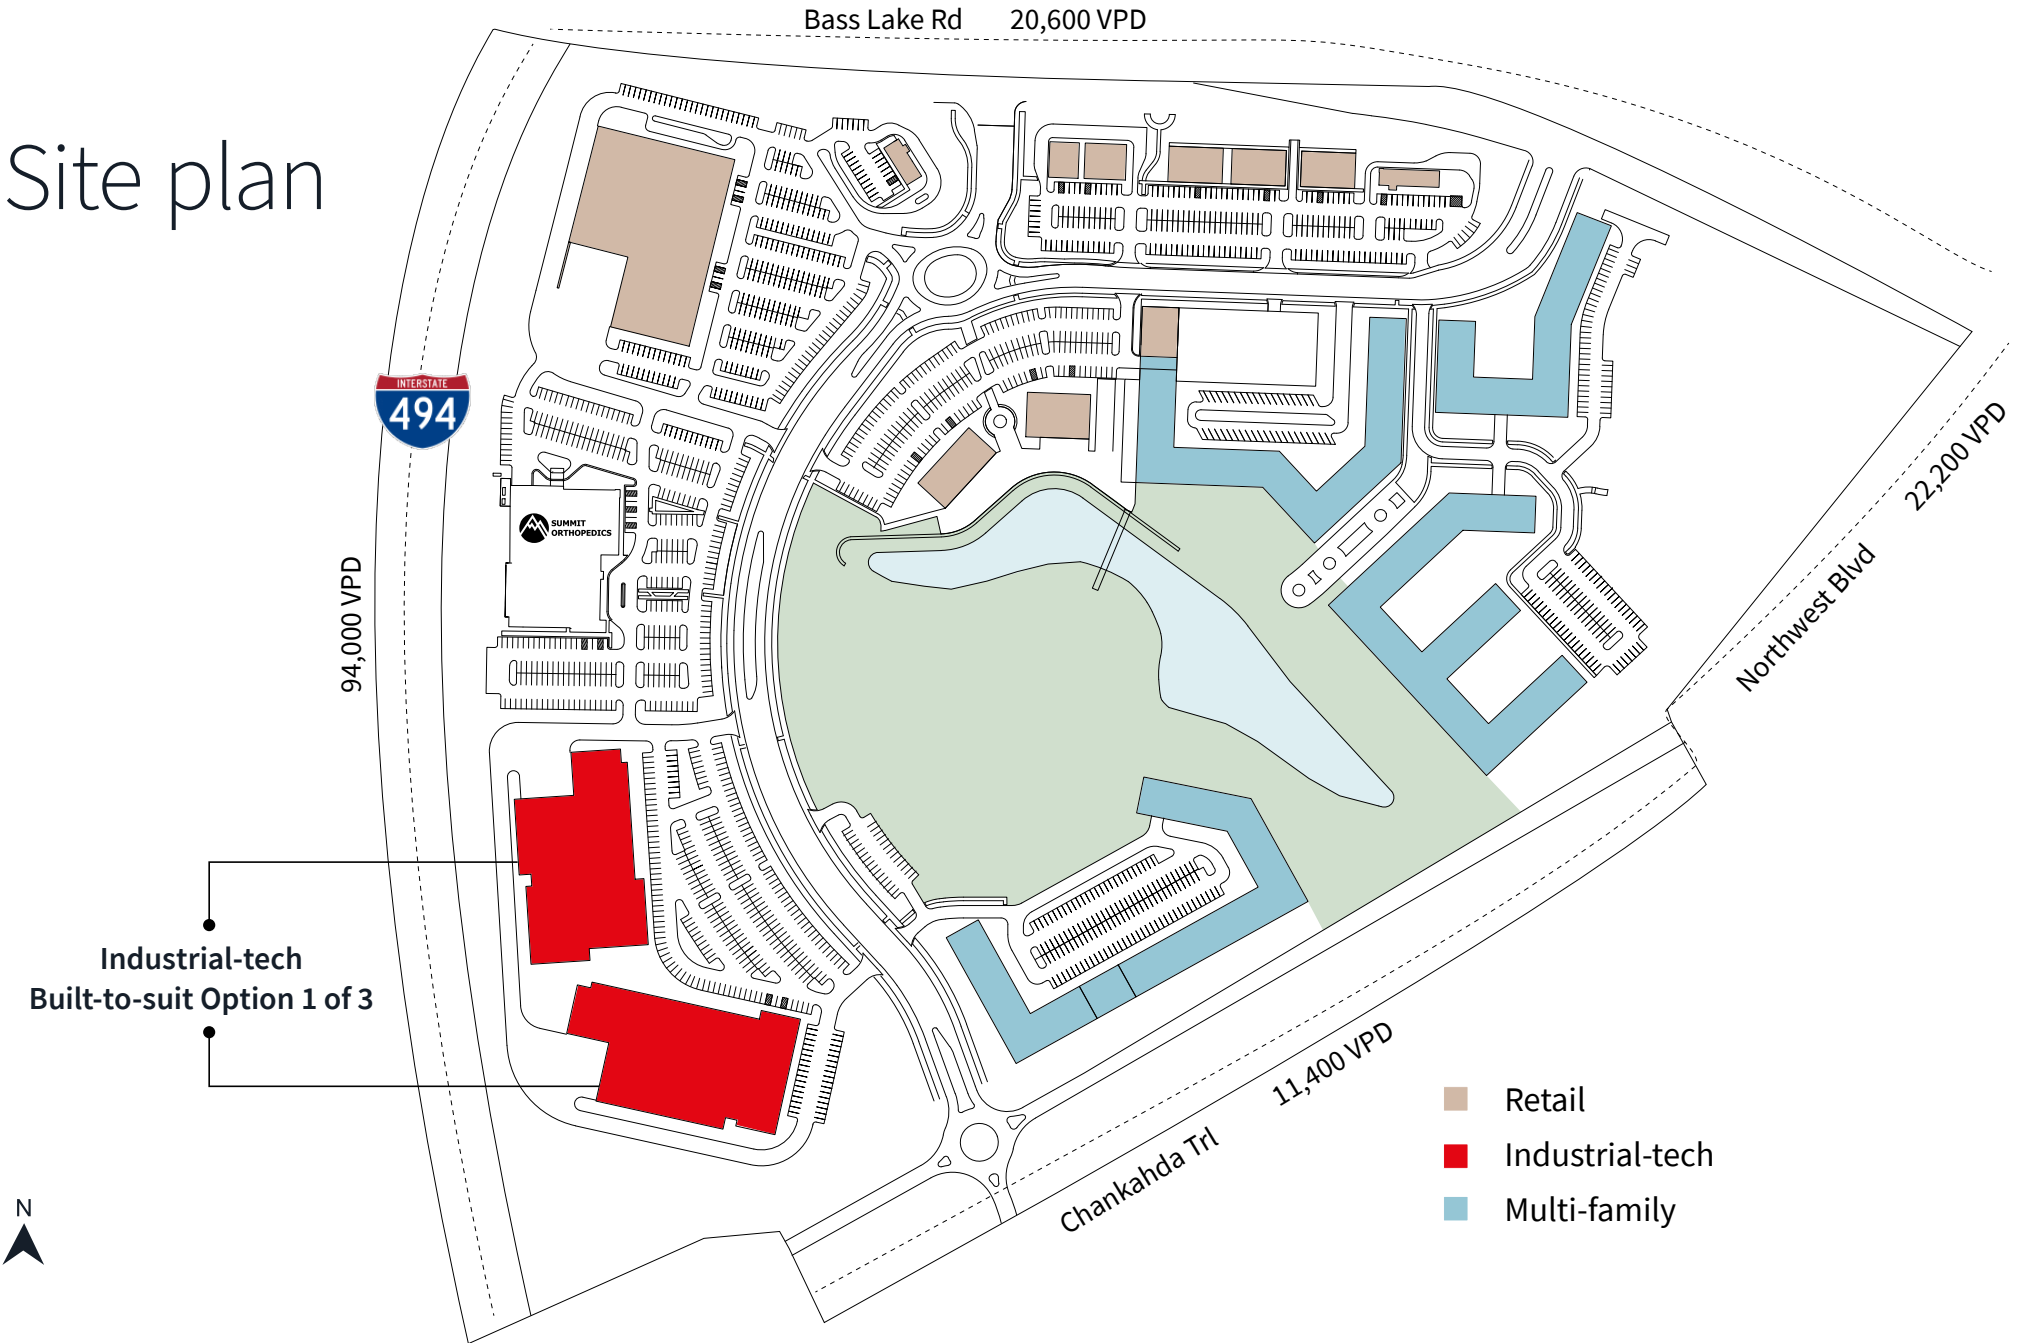 Bass Lake Rd 20,600 VPD
Site plan
INTERSTATE
494
22,200 VPD
SUMMIT
ORTHOPEDICS
94,000 VPD
Northwest Blvd
Industrial-tech
Built-to-suit Option 1 of 3
11,400 VPD
Chankahda Trl
Retail
Industrial-tech
Multi-family
N